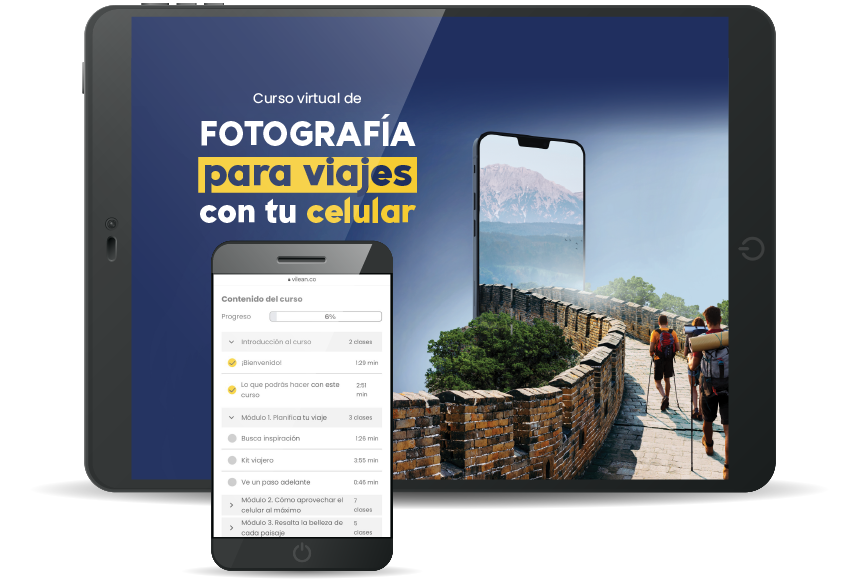 Curso virtual de
FOTOGRAFÍA
para viajes
con tu celular
vilean.co
Contenido del curso
Progreso 6%
Introducción al curso 2 clases
¡Bienvenido! 1:29 min
Lo que podrás hacer con este 2:51
curso min
Módulo 1. Planifica tu viaje 3 clases
Busca inspiración 1:26 min
Kit viajero 3:55 min
Ve un paso adelante 0:46 min
Módulo 2. Cómo aprovechar el 7
celular al máximo clases
Módulo 3. Resalta la belleza de 5
cada paisaje clases